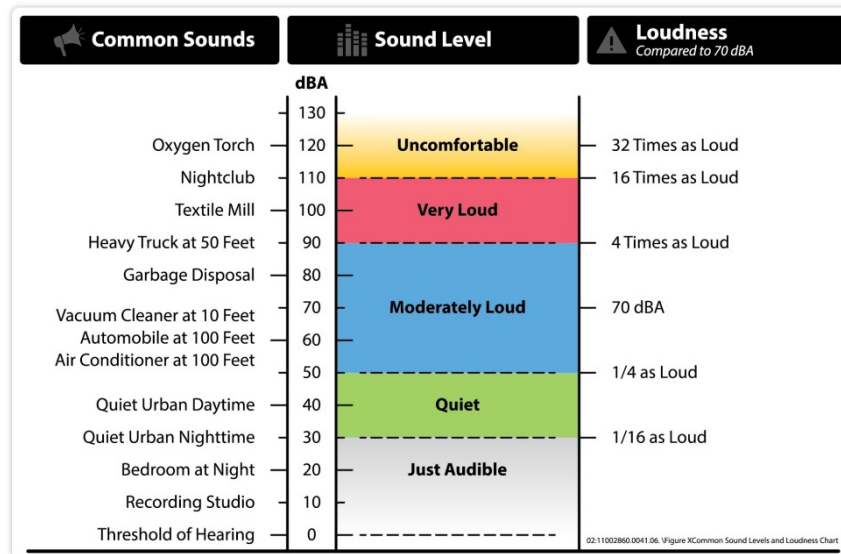 Common Sounds
Sound Level
Loudness
Compared to 70 dBA
dBA
130
Oxygen Torch 120 Uncomfortable 32 Times as Loud
Nightclub 110 16 Times as Loud
Textile Mill 100 Very Loud
Heavy Truck at 50 Feet 90 4 Times as Loud
Garbage Disposal 80
Vacuum Cleaner at 10 Feet 70 Moderately Loud 70 dBA
Automobile at 100 Feet 60
Air Conditioner at 100 Feet
50 1/4 as Loud
Quiet Urban Daytime 40 Quiet
Quiet Urban Nighttime 30 1/16 as Loud
Bedroom at Night 20 Just Audible
Recording Studio 10
Threshold of Hearing 0
02:11002860.0041.06. \Figure XCommon Sound Levels and Loudness Chart